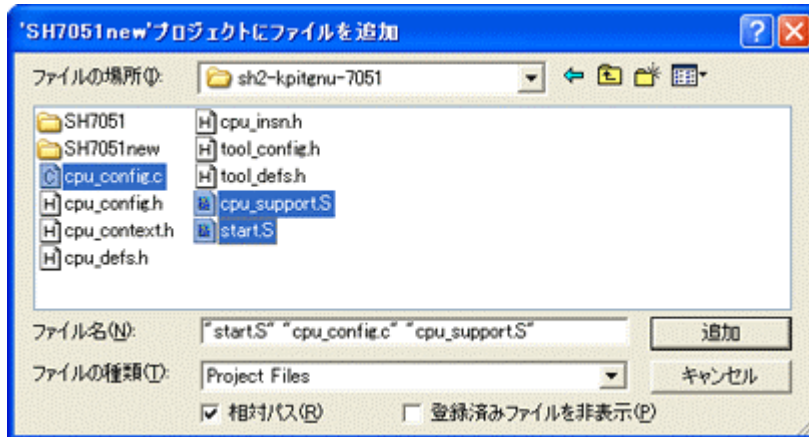 'SH7051new'プロジェクトにファイルを追加
ファイルの場所(I): sh2-kpitgnu-7051
SH7051 cpu_insn.h
SH7051new tool_config.h
cpu_config.c tool_defs.h
cpu_config.h cpu_support.S
cpu_context.h start.S
cpu_defs.h
ファイル名(N): "start.S" "cpu_config.c" "cpu_support.S" 追加
ファイルの種類(T): Project Files キャンセル
相対パス(R) 登録済みファイルを非表示(P)